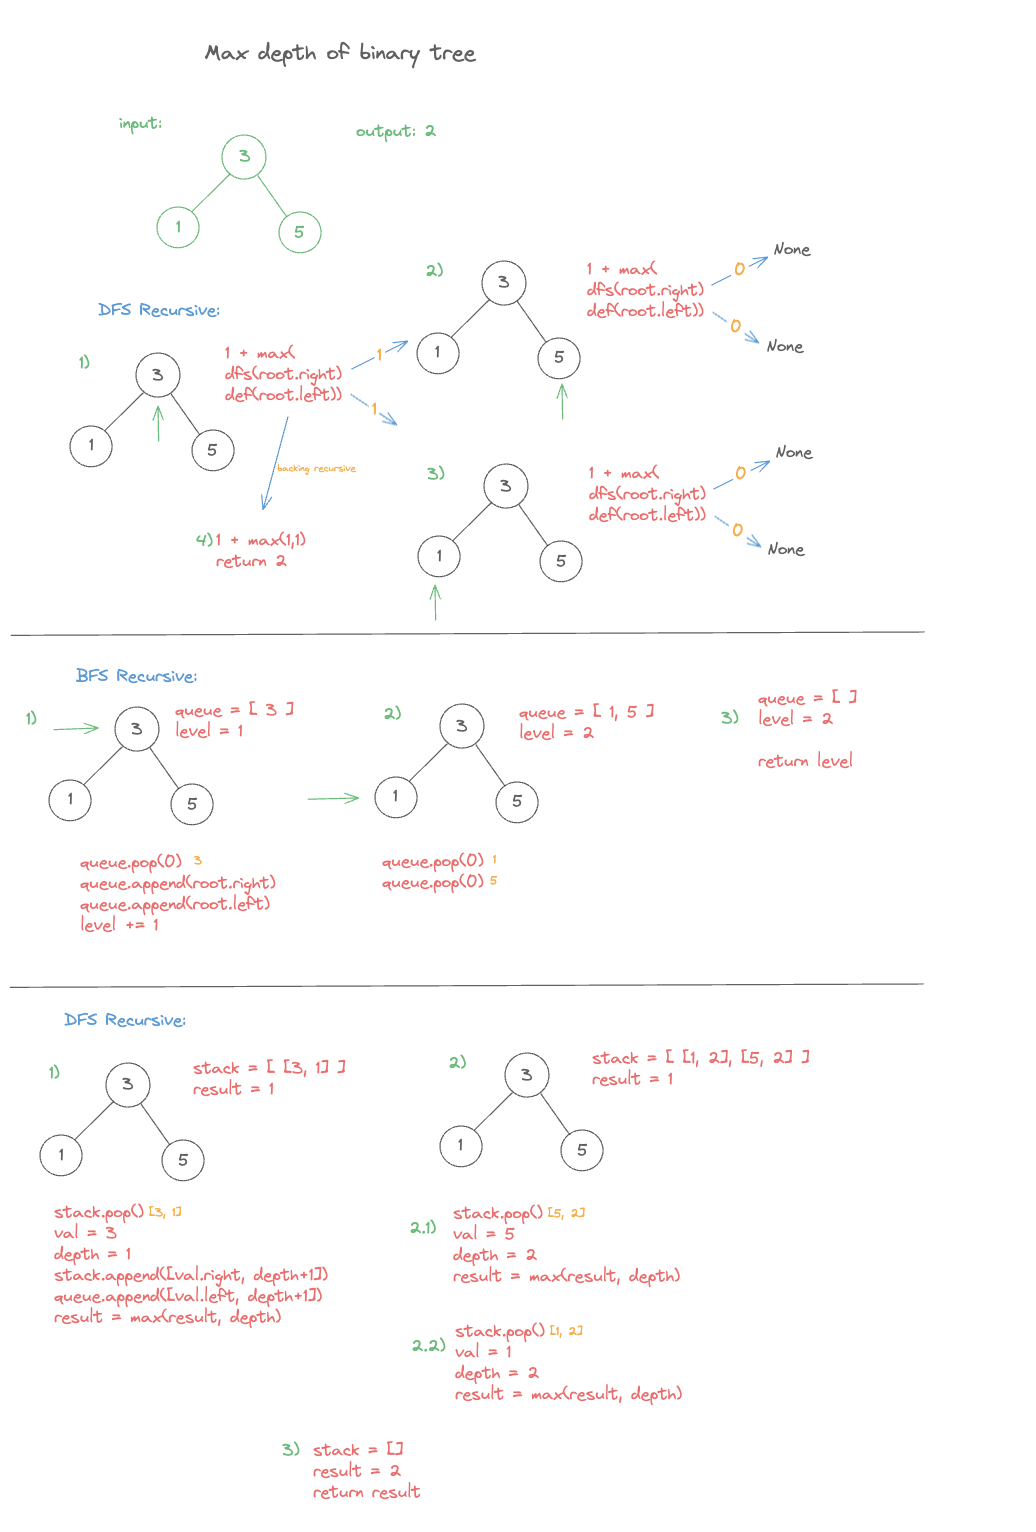 Max depth of binary tree
input:
output: 2
3
1
5
DFS Recursive:
1)
3
1
5
1 + max(
dfs(root.right)
def(root.left))
1
1
backing recursive
4) 1 + max(1,1)
return 2
2)
3
1
5
1 + max(
dfs(root.right)
def(root.left))
0
None
0
None
3)
3
1
5
1 + max(
dfs(root.right)
def(root.left))
0
None
0
None
BFS Recursive:
1)
3
1
5
queue = [ 3 ]
level = 1
queue.pop(0) 3
queue.append(root.right)
queue.append(root.left)
level += 1
2)
3
1
5
queue = [ 1, 5 ]
level = 2
queue.pop(0) 1
queue.pop(0) 5
3)
queue = [ ]
level = 2
return level
DFS Recursive:
1)
3
1
5
stack = [ [3, 1] ]
result = 1
stack.pop() [3, 1]
val = 3
depth = 1
stack.append([val.right, depth+1])
queue.append([val.left, depth+1])
result = max(result, depth)
2)
3
1
5
stack = [ [1, 2], [5, 2] ]
result = 1
2.1)
stack.pop() [5, 2]
val = 5
depth = 2
result = max(result, depth)
2.2)
stack.pop() [1, 2]
val = 1
depth = 2
result = max(result, depth)
3) stack = []
result = 2
return result